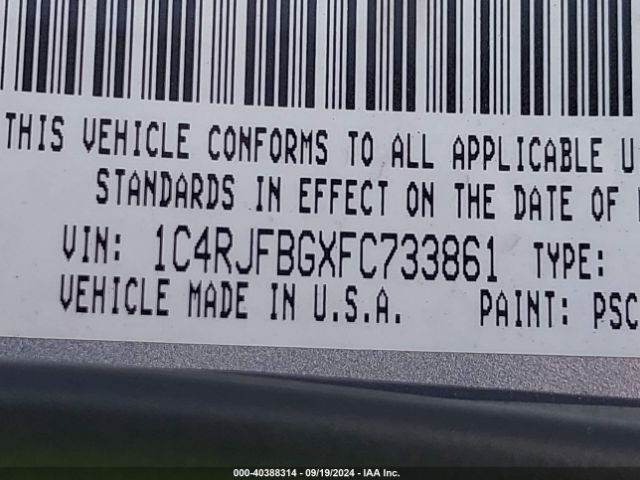 THIS VEHICLE CONFORMS TO ALL APPLICABLE U
STANDARDS IN EFFECT ON THE DATE OF
VIN: 1C4RJFBGXFC733861 TYPE:
VEHICLE MADE IN U.S.A. PAINT: PSC
000-40388314 - 09/19/2024 - IAA Inc.